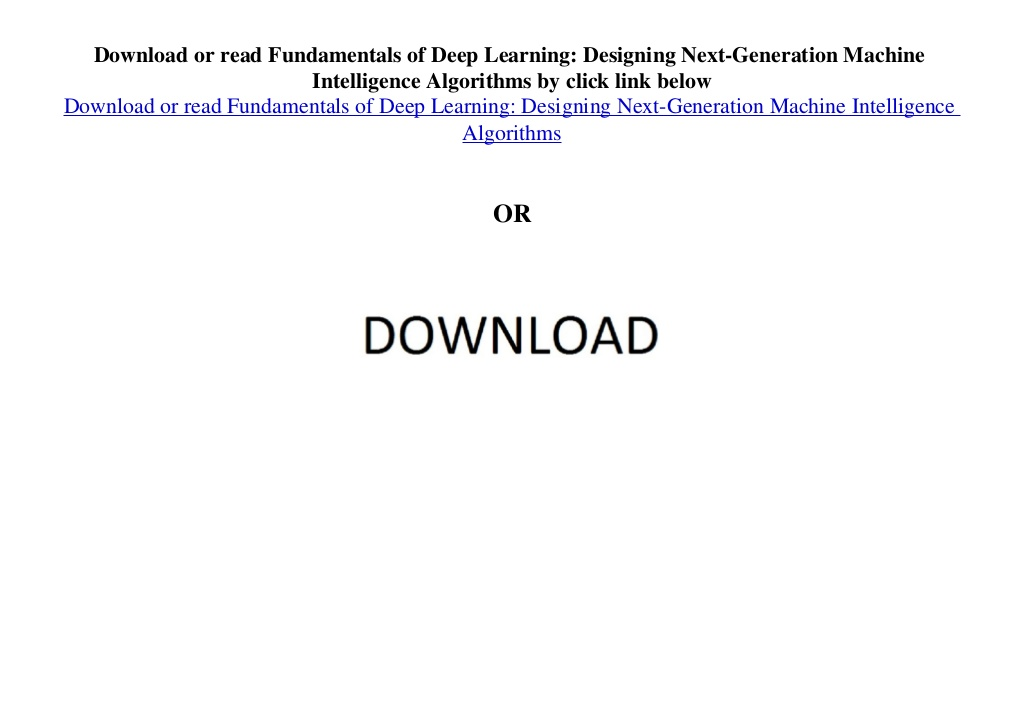 Download or read Fundamentals of Deep Learning: Designing Next-Generation Machine
Intelligence Algorithms by click link below
Download or read Fundamentals of Deep Learning: Designing Next-Generation Machine Intelligence
Algorithms
OR
DOWNLOAD